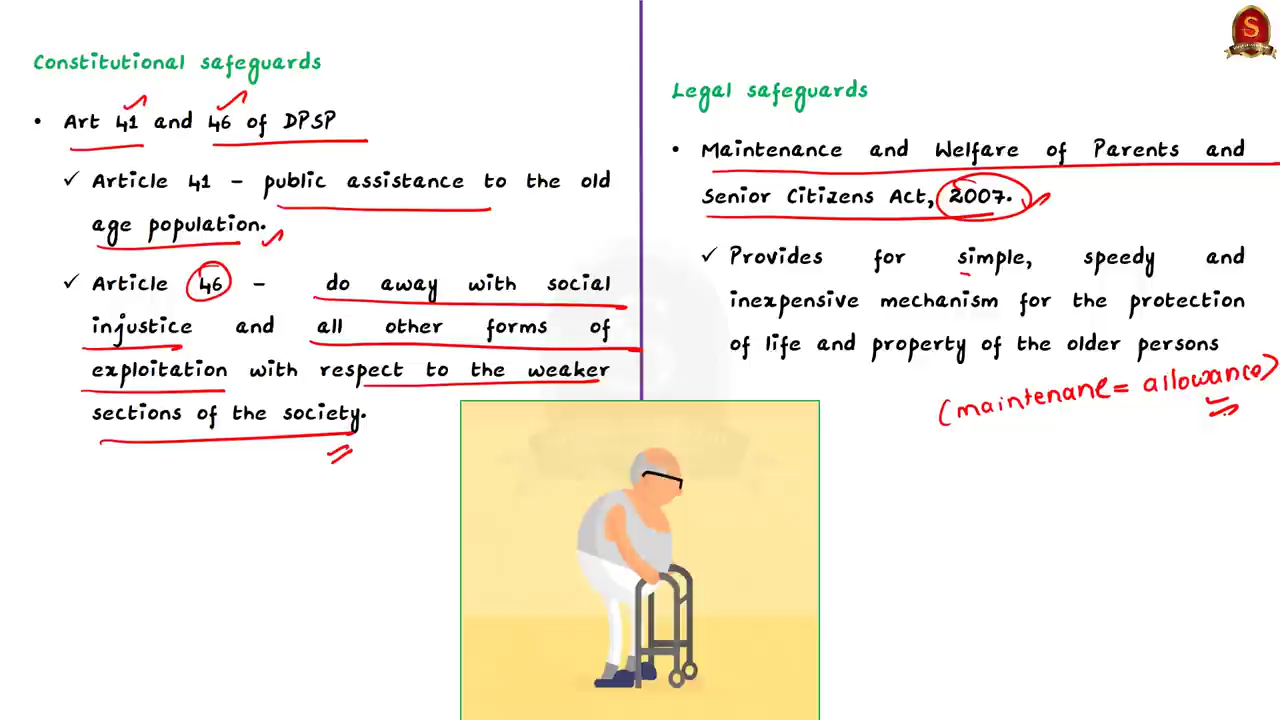 Constitutional safeguards
• Art 41 and 46 of DPSP
✓ Article 41 – public assistance to the old
age population.
✓ Article 46 – do away with social
injustice and all other forms of
exploitation with respect to the weaker
sections of the society.
Legal safeguards
• Maintenance and Welfare of Parents and
Senior Citizens Act, 2007.
✓ Provides for simple, speedy and
inexpensive mechanism for the protection
of life and property of the older persons
(maintenane = allowance)
S